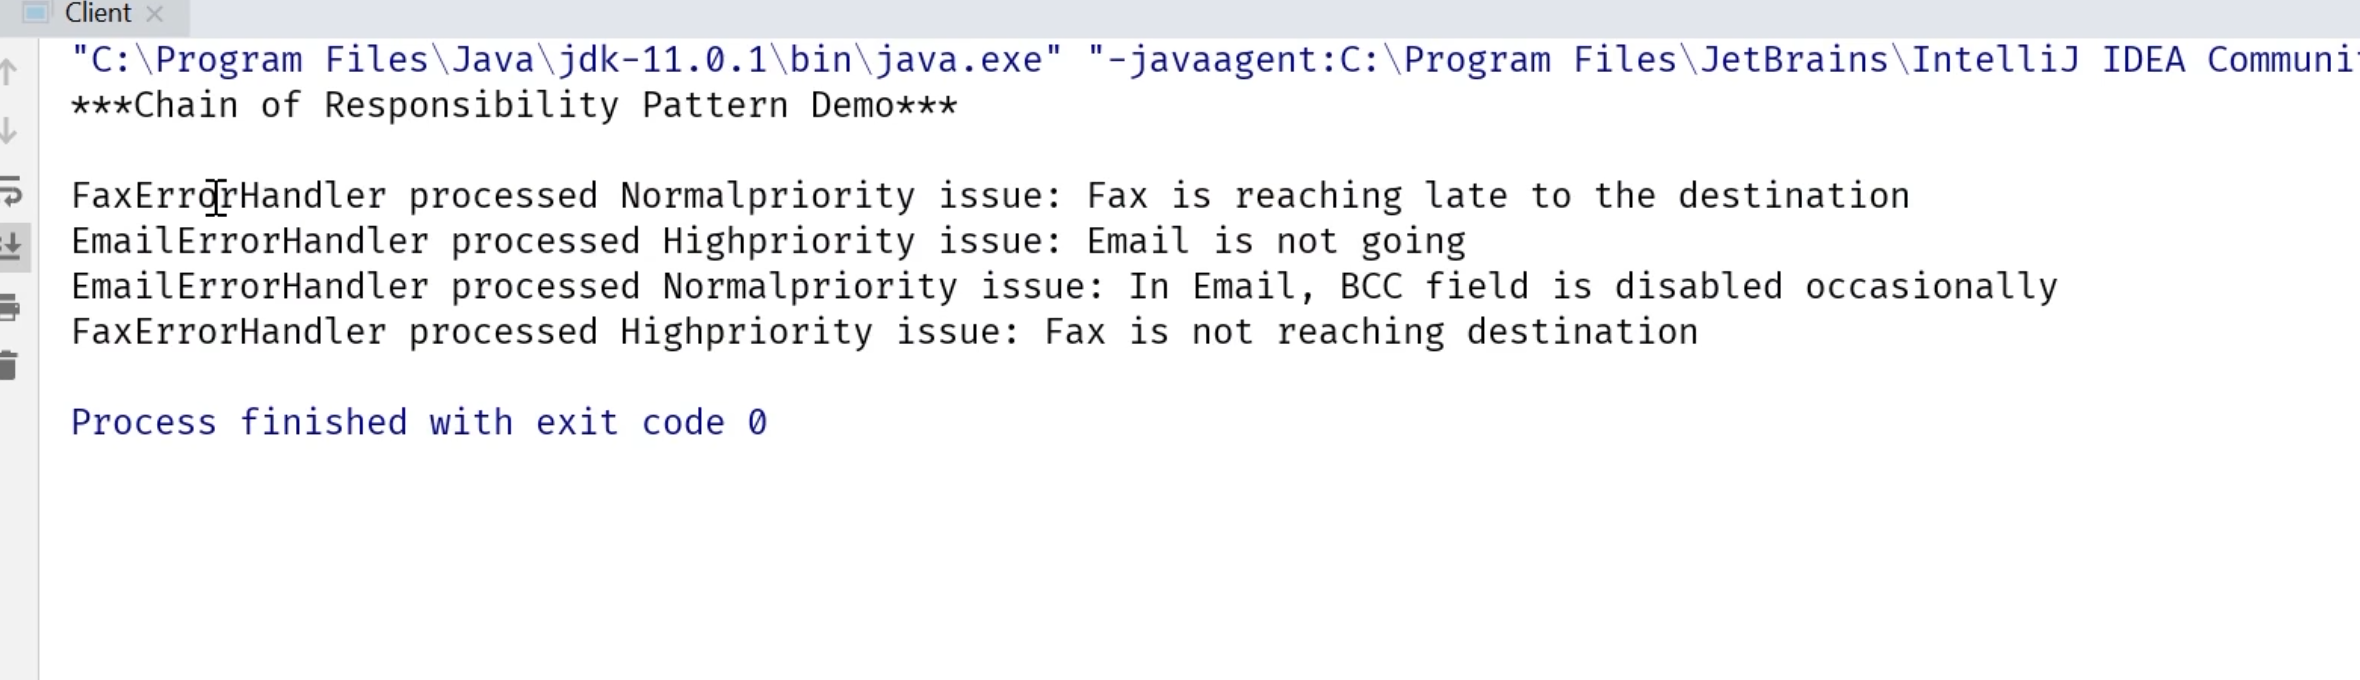 Client
"C:\Program Files\Java\jdk-11.0.1\bin\java.exe" "-javaagent:C:\Program Files\JetBrains\IntelliJ IDEA
***Chain of Responsibility Pattern Demo***
FaxErrorHandler processed Normalpriority issue: Fax is reaching late to the destination
EmailErrorHandler processed Highpriority issue: Email is not going
EmailErrorHandler processed Normalpriority issue: In Email, BCC field is disabled occasionally
FaxErrorHandler processed Highpriority issue: Fax is not reaching destination
Process finished with exit code 0